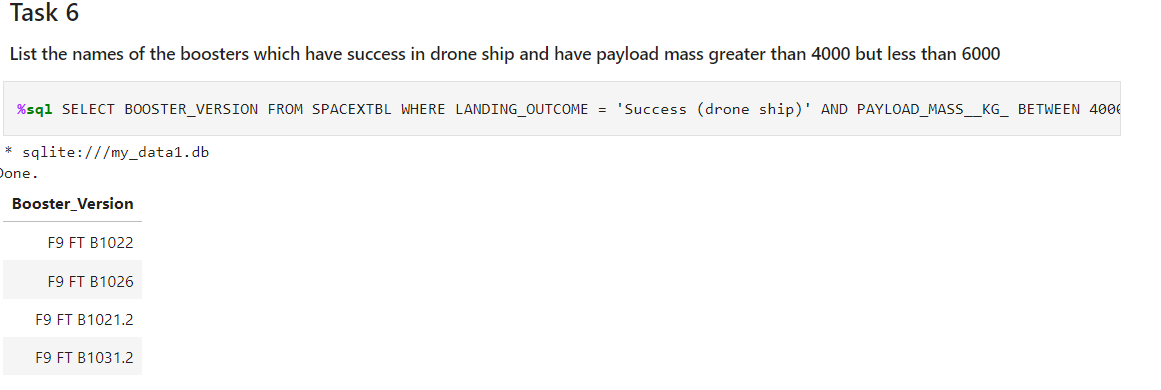 Task 6
List the names of the boosters which have success in drone ship and have payload mass greater than 4000 but less than 6000
%sql SELECT BOOSTER_VERSION FROM SPACEXTBL WHERE LANDING_OUTCOME = 'Success (drone ship)' AND PAYLOAD_MASS__KG_ BETWEEN 4000
* sqlite:///my_data1.db
Done.
Booster_Version
F9 FT B1022
F9 FT B1026
F9 FT B1021.2
F9 FT B1031.2